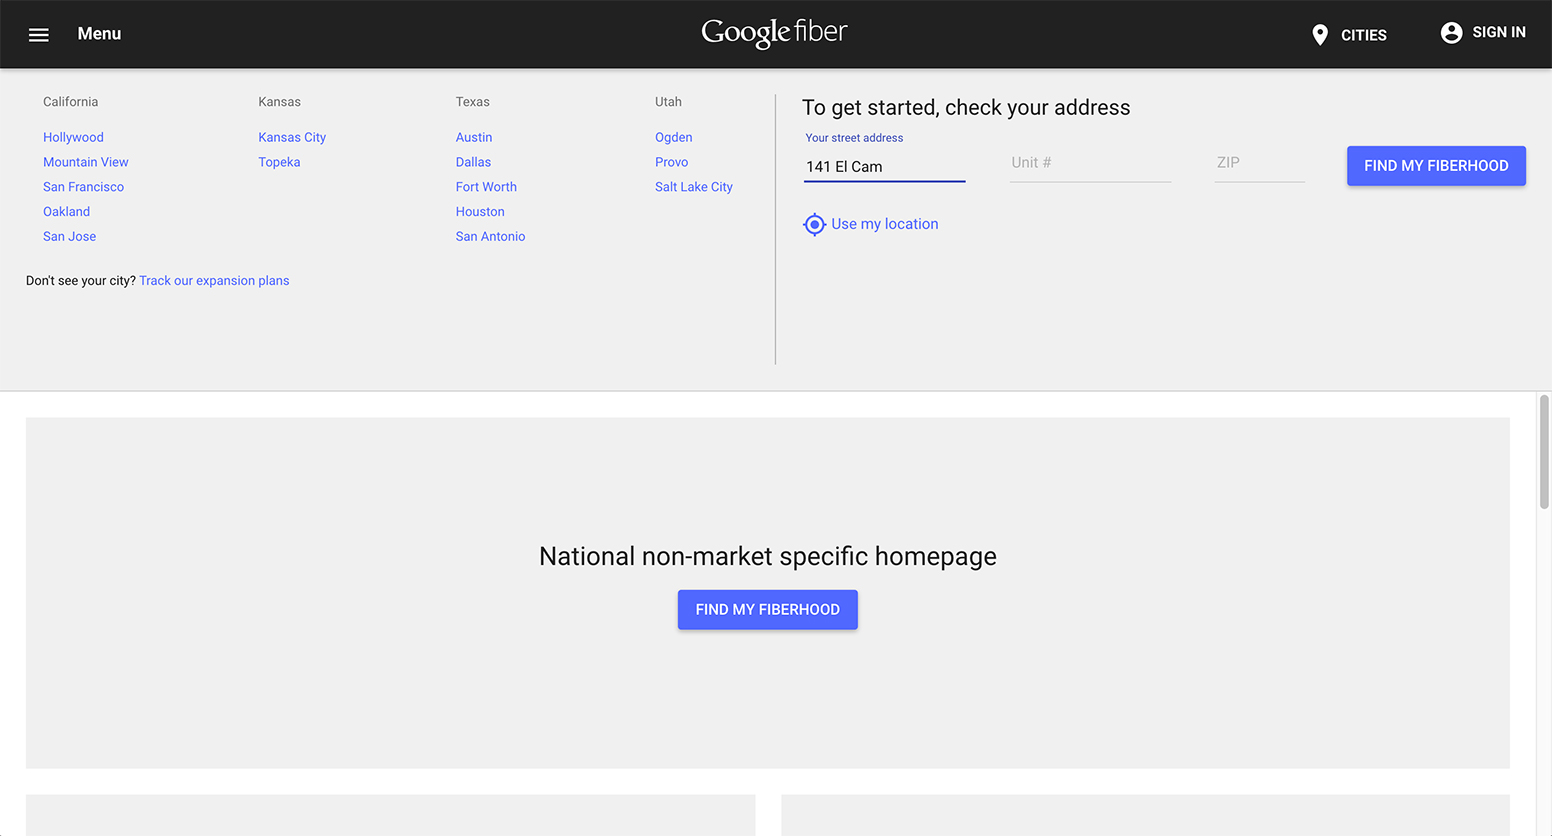 Menu
Google fiber
CITIES
SIGN IN
California
Hollywood
Mountain View
San Francisco
Oakland
San Jose
Kansas
Kansas City
Topeka
Texas
Austin
Dallas
Fort Worth
Houston
San Antonio
Utah
Ogden
Provo
Salt Lake City
Don't see your city? Track our expansion plans
To get started, check your address
Your street address
141 El Cam
Unit #
ZIP
FIND MY FIBERHOOD
Use my location
National non-market specific homepage
FIND MY FIBERHOOD